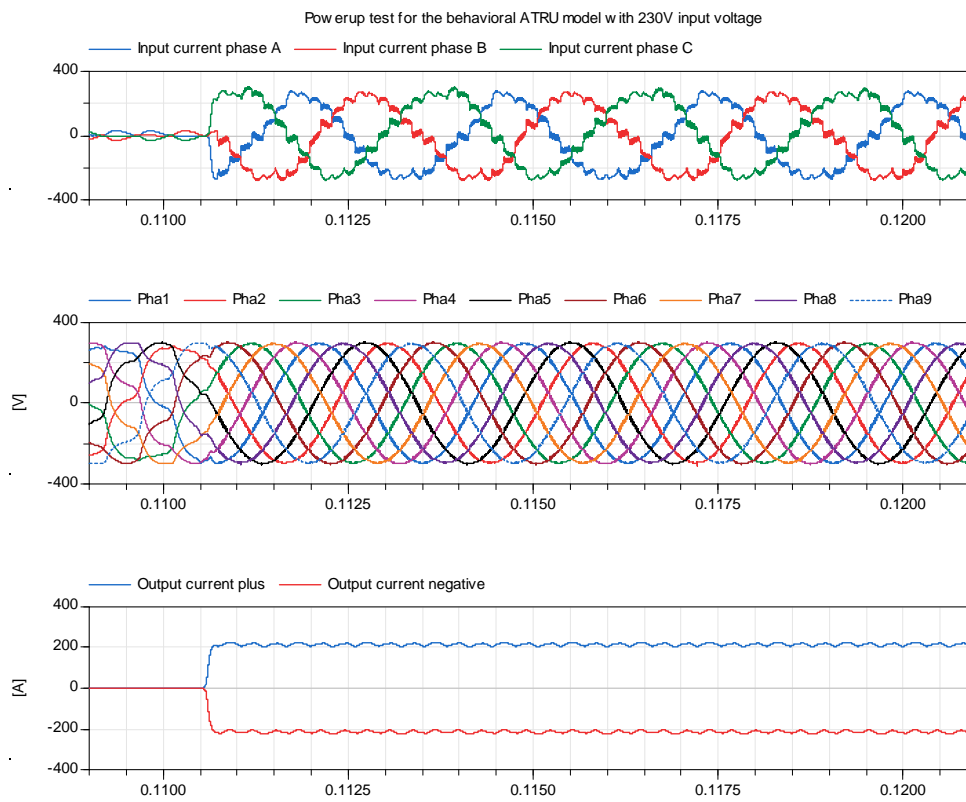 Powerup test for the behavioral ATRU model with 230V input voltage
Input current phase A Input current phase B Input current phase C
400
0
-400
0.1100 0.1125 0.1150 0.1175 0.1200
Pha1 Pha2 Pha3 Pha4 Pha5 Pha6 Pha7 Pha8 Pha9
400
[V]
0
-400
0.1100 0.1125 0.1150 0.1175 0.1200
Output current plus Output current negative
400
200
[A]
0
-200
-400
0.1100 0.1125 0.1150 0.1175 0.1200